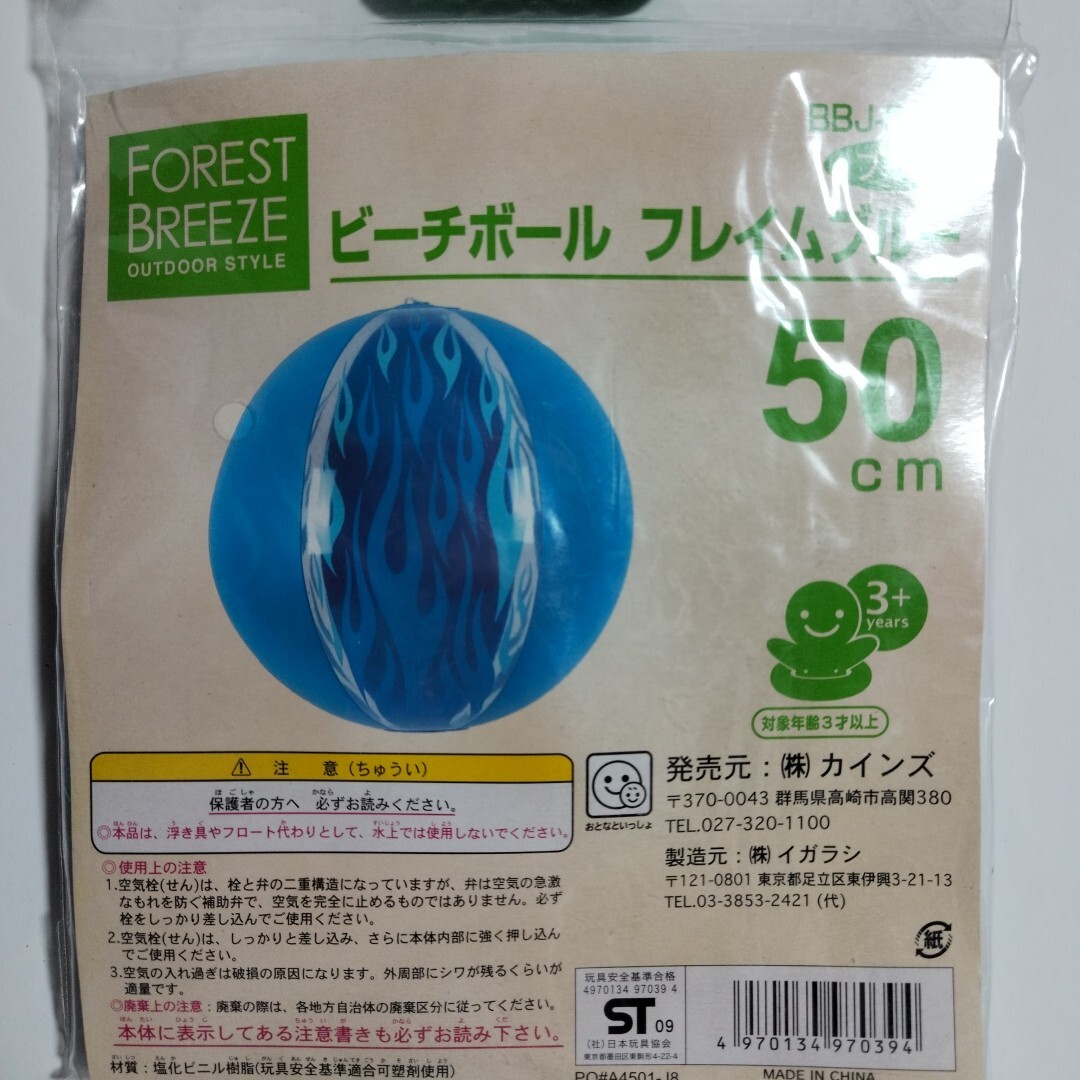 FOREST
BREEZE
OUTDOOR STYLE
BBJ-
ビーチボール フレイムブルー
50
cm
3+
years
対象年齢3才以上
⚠ 注 意(ちゅうい)
保護者の方へ 必ずお読みください。
◎本品は、浮き具やフロート代わりとして、水上では使用しないでください。
◎使用上の注意
1.空気栓(せん)は、栓と弁の二重構造になっていますが、弁は空気の急激
なもれを防ぐ補助弁で、空気を完全に止めるものではありません。必ず
栓をしっかり差し込んでご使用ください。
2.空気栓(せん)は、しっかりと差し込み、さらに本体内部に強く押し込ん
でご使用ください。
3.空気の入れ過ぎは破損の原因になります。外周部にシワが残るくらいが
適量です。
◎廃棄上の注意:廃棄の際は、各地方自治体の廃棄区分に従ってください。
本体に表示してある注意書きも必ずお読み下さい。
材質:塩化ビニル樹脂(玩具安全基準適合可塑剤使用)
おとなといっしょ
発売元:㈱ カインズ
〒370-0043 群馬県高崎市高関380
TEL.027-320-1100
製造元:㈱ イガラシ
〒121-0801 東京都足立区東伊興3-21-13
TEL.03-3853-2421 (代)
紙
玩具安全基準合格
4970134 97039 4
ST 09
(社)日本玩具協会
東京都墨田区東駒形4-22-4
4 970134 970394
PO#A4501-J8
MADE IN CHINA